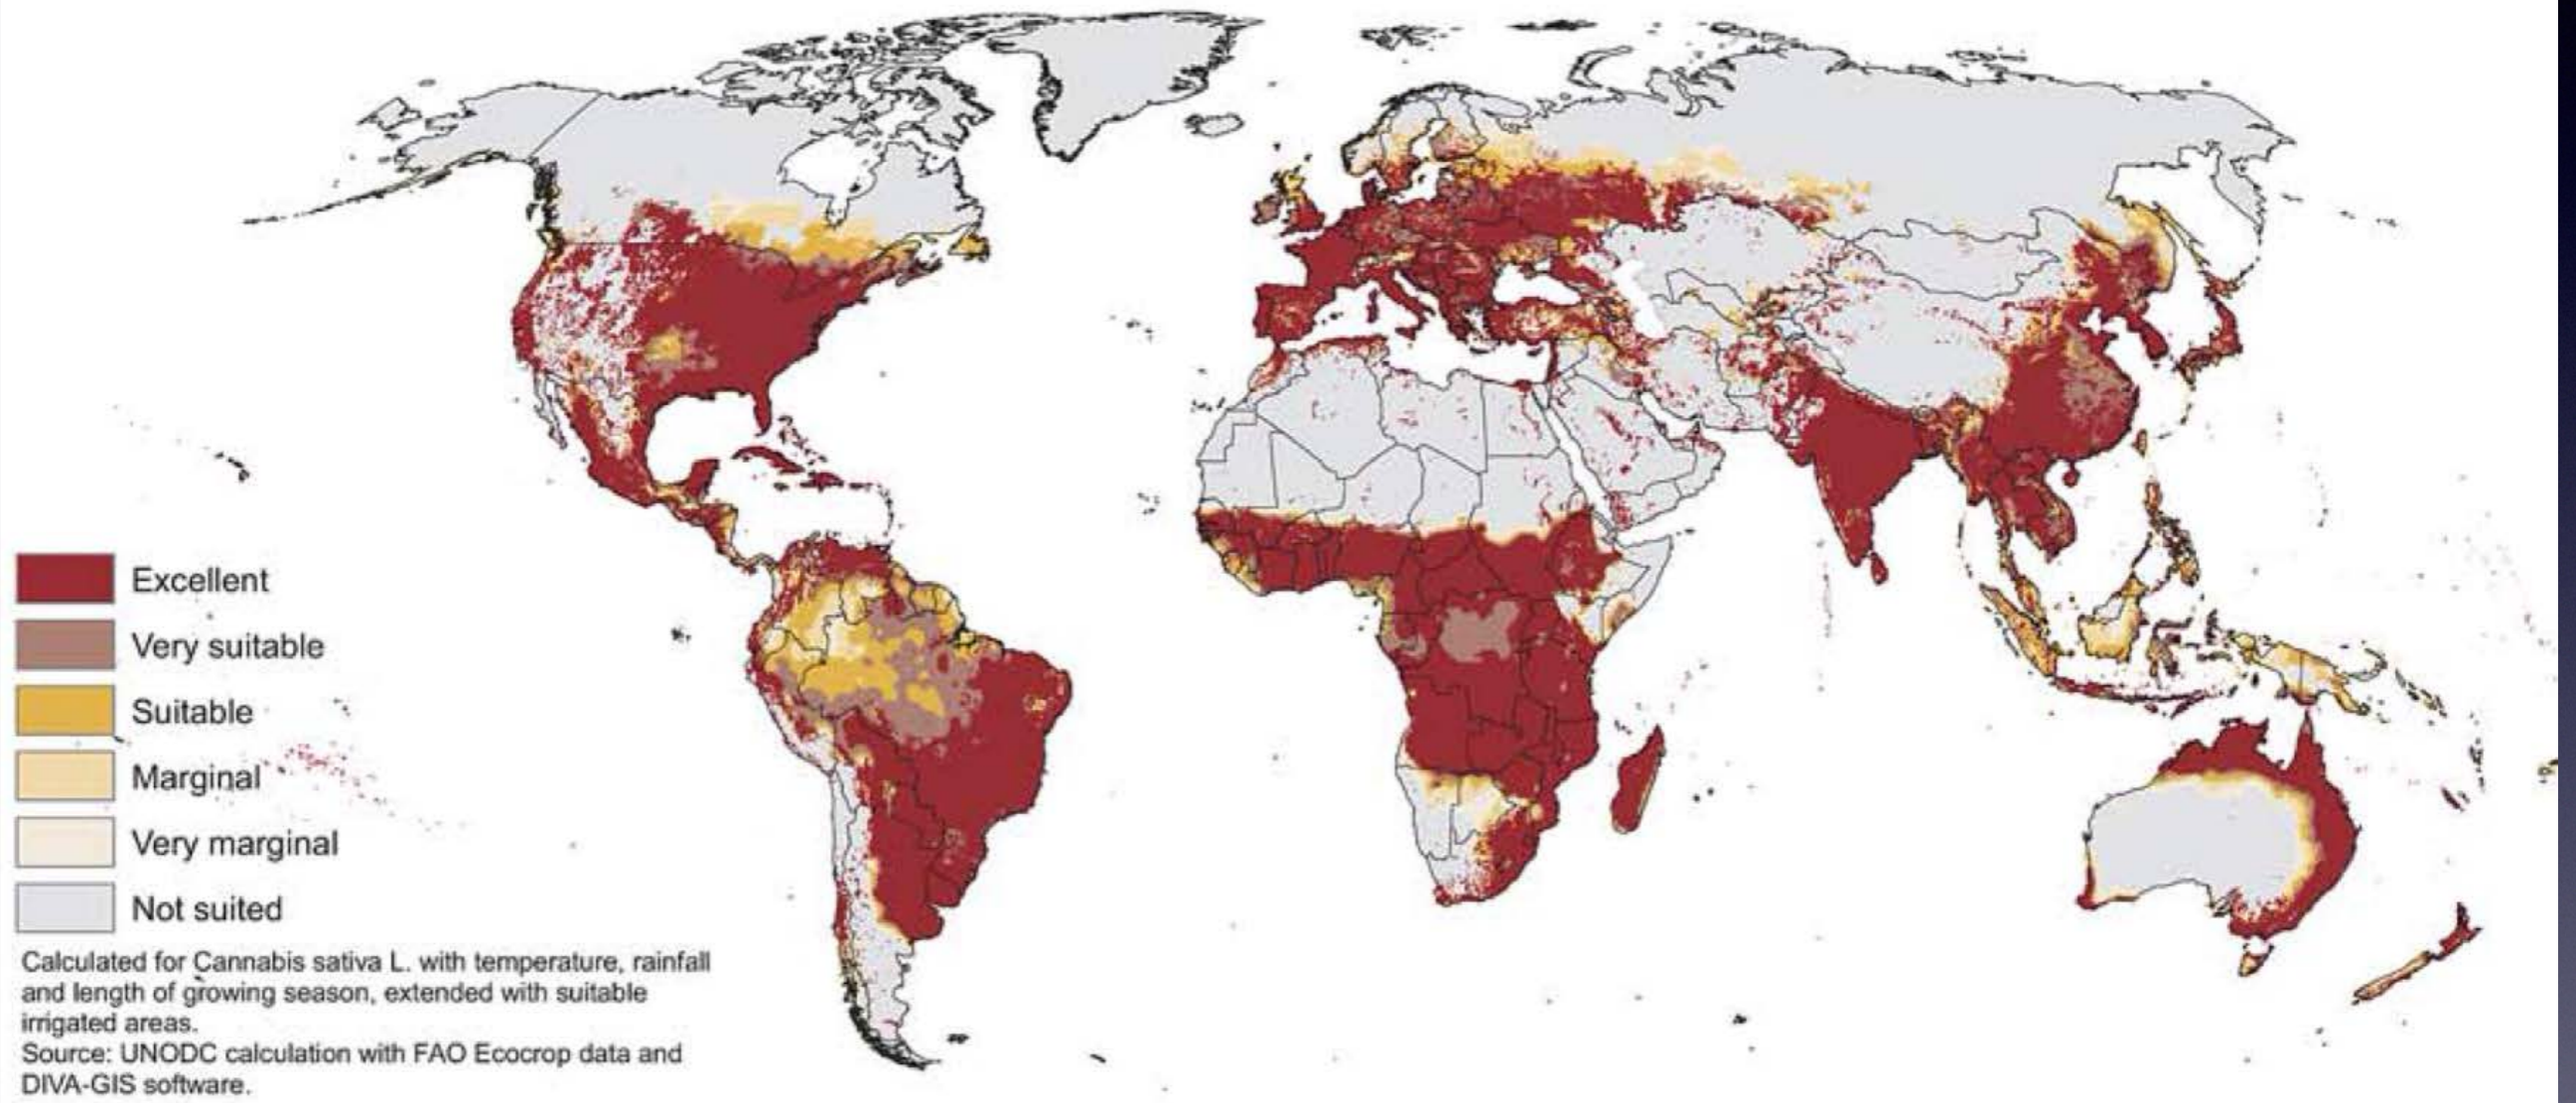 Excellent
Very suitable
Suitable
Marginal
Very marginal
Not suited
Calculated for Cannabis sativa L. with temperature, rainfall
and length of growing season, extended with suitable
irrigated areas.
Source: UNODC calculation with FAO Ecocrop data and
DIVA-GIS software.